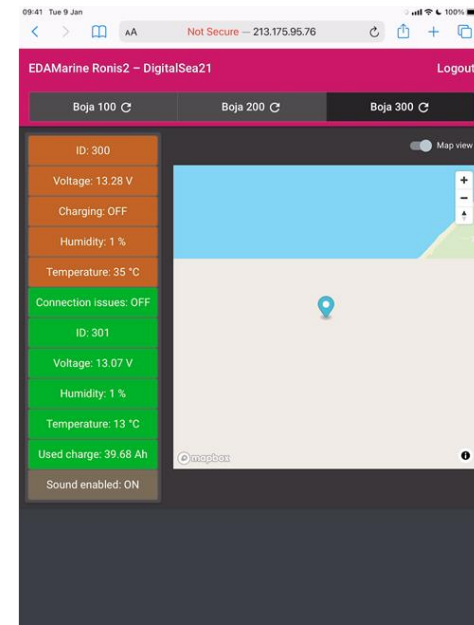 09:41 Tue 9 Jan
100%
AA
Not Secure — 213.175.95.76
EDAMarine Ronis2 – DigitalSea21
Logout
Boja 100
Boja 200
Boja 300
ID: 300
Map view
Voltage: 13.28 V
Charging: OFF
Humidity: 1 %
Temperature: 35 °C
Connection issues: OFF
ID: 301
Voltage: 13.07 V
Humidity: 1 %
Temperature: 13 °C
Used charge: 39.68 Ah
mapbox
Sound enabled: ON